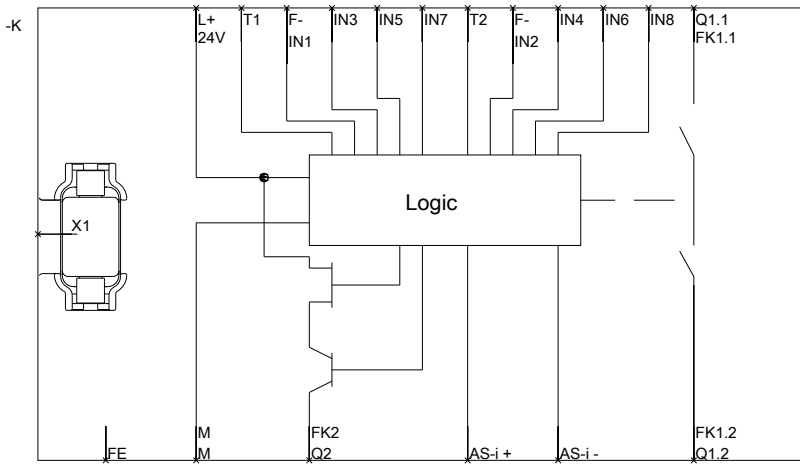 -K
L+ T1 F- IN3 IN5 IN7 T2 F- IN4 IN6 IN8 Q1.1
24V IN1 IN2 FK1.1
Logic
X1
M FK2 FK1.2
FE M Q2 AS-i + AS-i - Q1.2